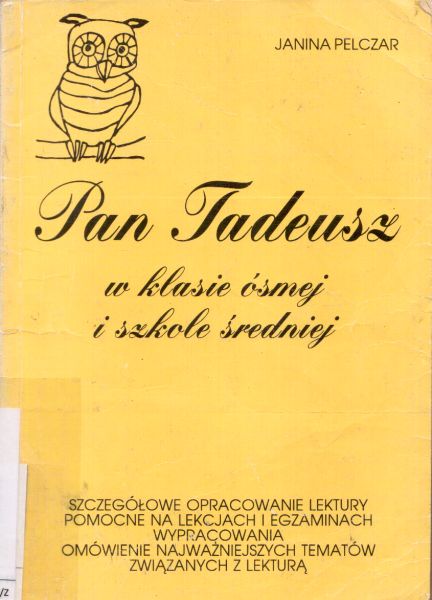 JANINA PELCZAR
Pan Tadeusz
w klasie ósmej
i szkole średniej
SZCZEGÓŁOWE OPRACOWANIE LEKTURY
POMOCNE NA LEKCJACH I EGZAMINACH
WYPRACOWANIA
OMÓWIENIE NAJWAŻNIEJSZYCH TEMATÓW
ZWIĄZANYCH Z LEKTURĄ
/z